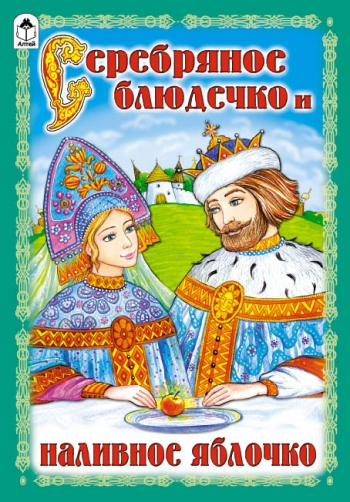 Алтей
Серебряное
блюдечко и
наливное яблочко